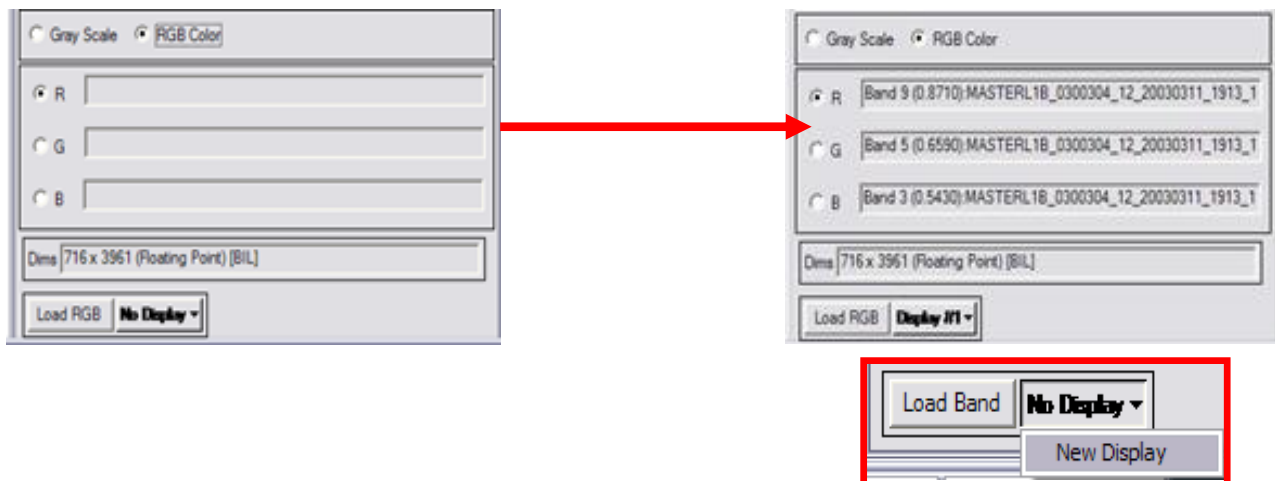 Gray Scale RGB Color
R
G
B
Dims 716 x 3961 (Floating Point) [BIL]
Load RGB No Display
Gray Scale RGB Color
R Band 9 (0.8710):MASTERL1B_0300304_12_20030311_1913_1
G Band 5 (0.6590):MASTERL1B_0300304_12_20030311_1913_1
B Band 3 (0.5430):MASTERL1B_0300304_12_20030311_1913_1
Dims 716 x 3961 (Floating Point) [BIL]
Load RGB Display #1
Load Band No Display
New Display